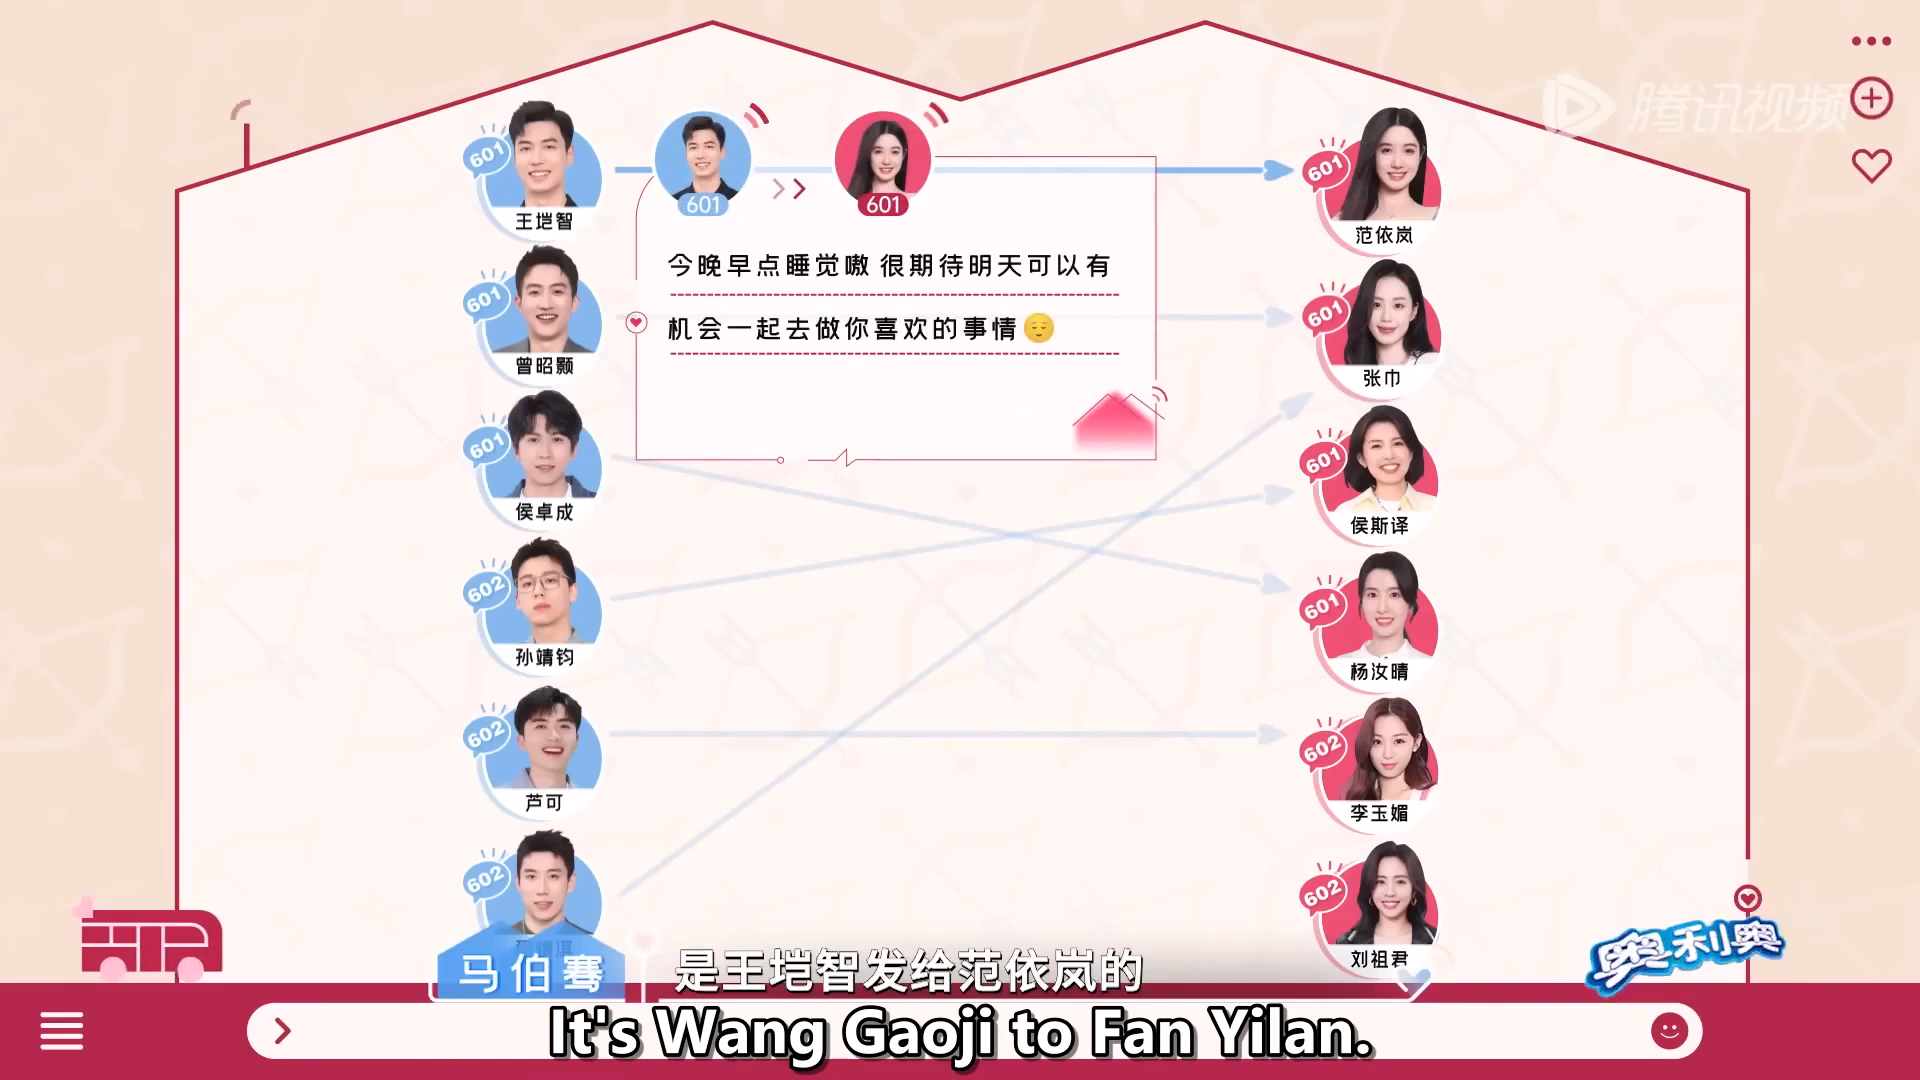 腾讯视频
601
王垲智
601
曾昭颢
601
侯卓成
602
孙靖钧
602
芦可
602
601
601
今晚早点睡觉嗷 很期待明天可以有
机会一起去做你喜欢的事情😌
601
范依岚
601
张巾
601
侯斯译
601
杨汝晴
602
李玉媚
602
刘祖君
奥利奥
马伯骞
是王垲智发给范依岚的
It's Wang Gaoji to Fan Yilan.